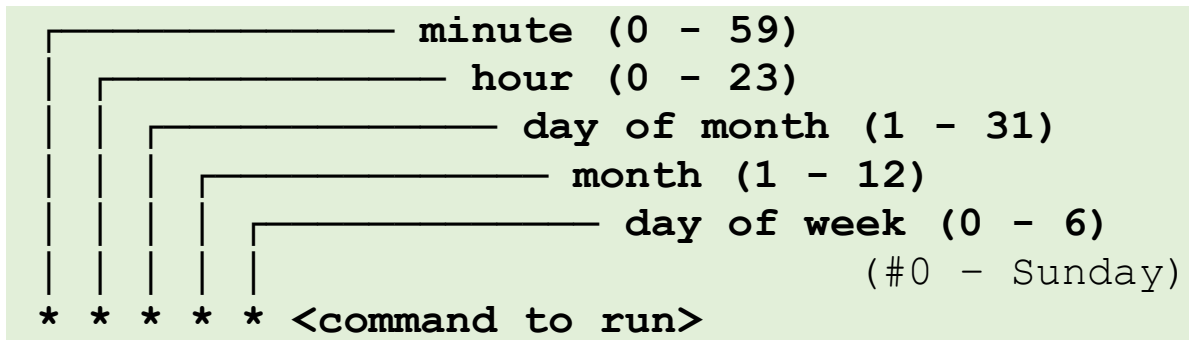 minute (0 - 59)
hour (0 - 23)
day of month (1 - 31)
month (1 - 12)
day of week (0 - 6)
(#0 – Sunday)
* * * * * <command to run>